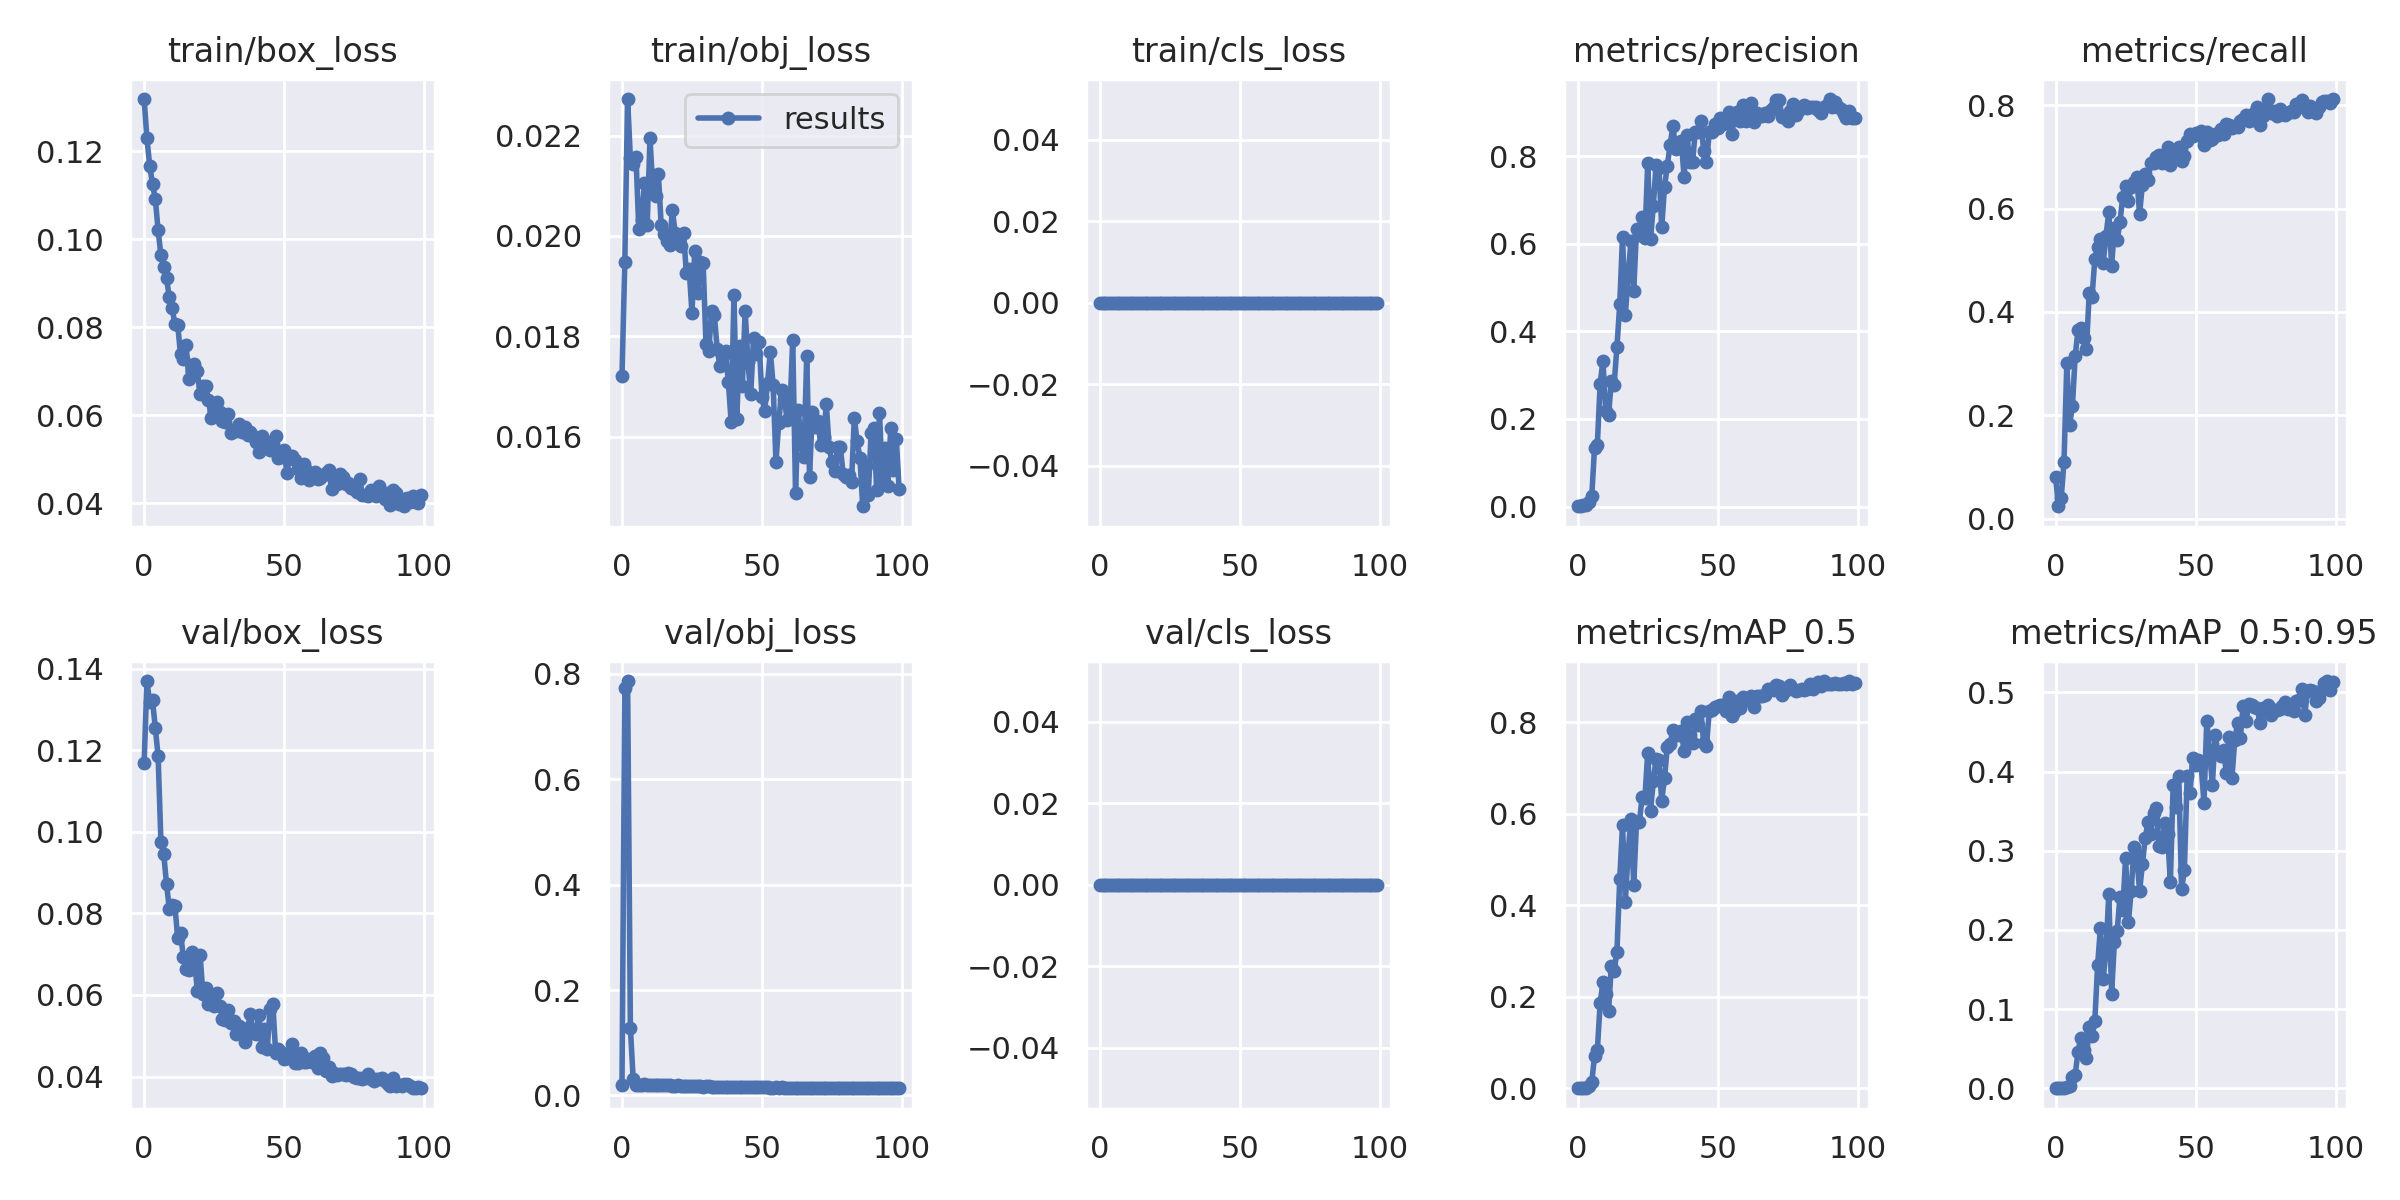 train/box_loss
0.12
0.10
0.08
0.06
0.04
0 50 100
train/obj_loss
results
0.022
0.020
0.018
0.016
0 50 100
train/cls_loss
0.04
0.02
0.00
−0.02
−0.04
0 50 100
metrics/precision
0.8
0.6
0.4
0.2
0.0
0 50 100
metrics/recall
0.8
0.6
0.4
0.2
0.0
0 50 100
val/box_loss
0.14
0.12
0.10
0.08
0.06
0.04
0 50 100
val/obj_loss
0.8
0.6
0.4
0.2
0.0
0 50 100
val/cls_loss
0.04
0.02
0.00
−0.02
−0.04
0 50 100
metrics/mAP_0.5
0.8
0.6
0.4
0.2
0.0
0 50 100
metrics/mAP_0.5:0.95
0.5
0.4
0.3
0.2
0.1
0.0
0 50 100